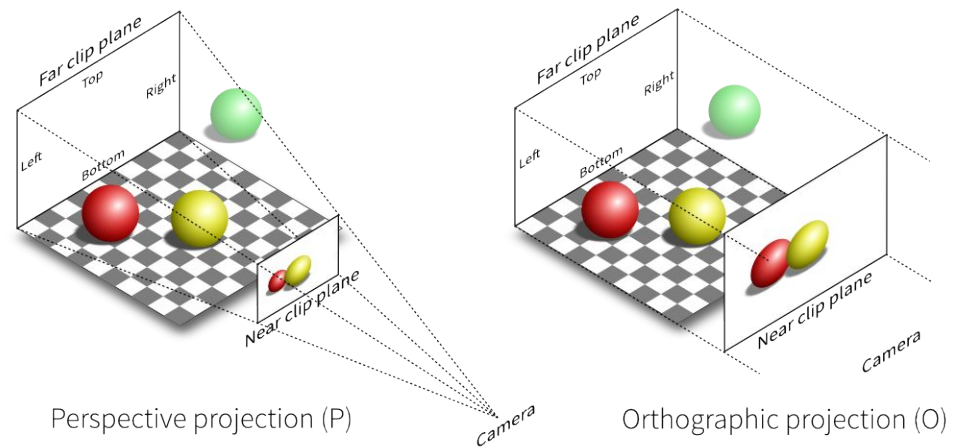 Far clip plane
Top
Right
Left
Bottom
Near clip plane
Camera
Perspective projection (P)
Far clip plane
Top
Right
Left
Bottom
Near clip plane
Camera
Orthographic projection (O)